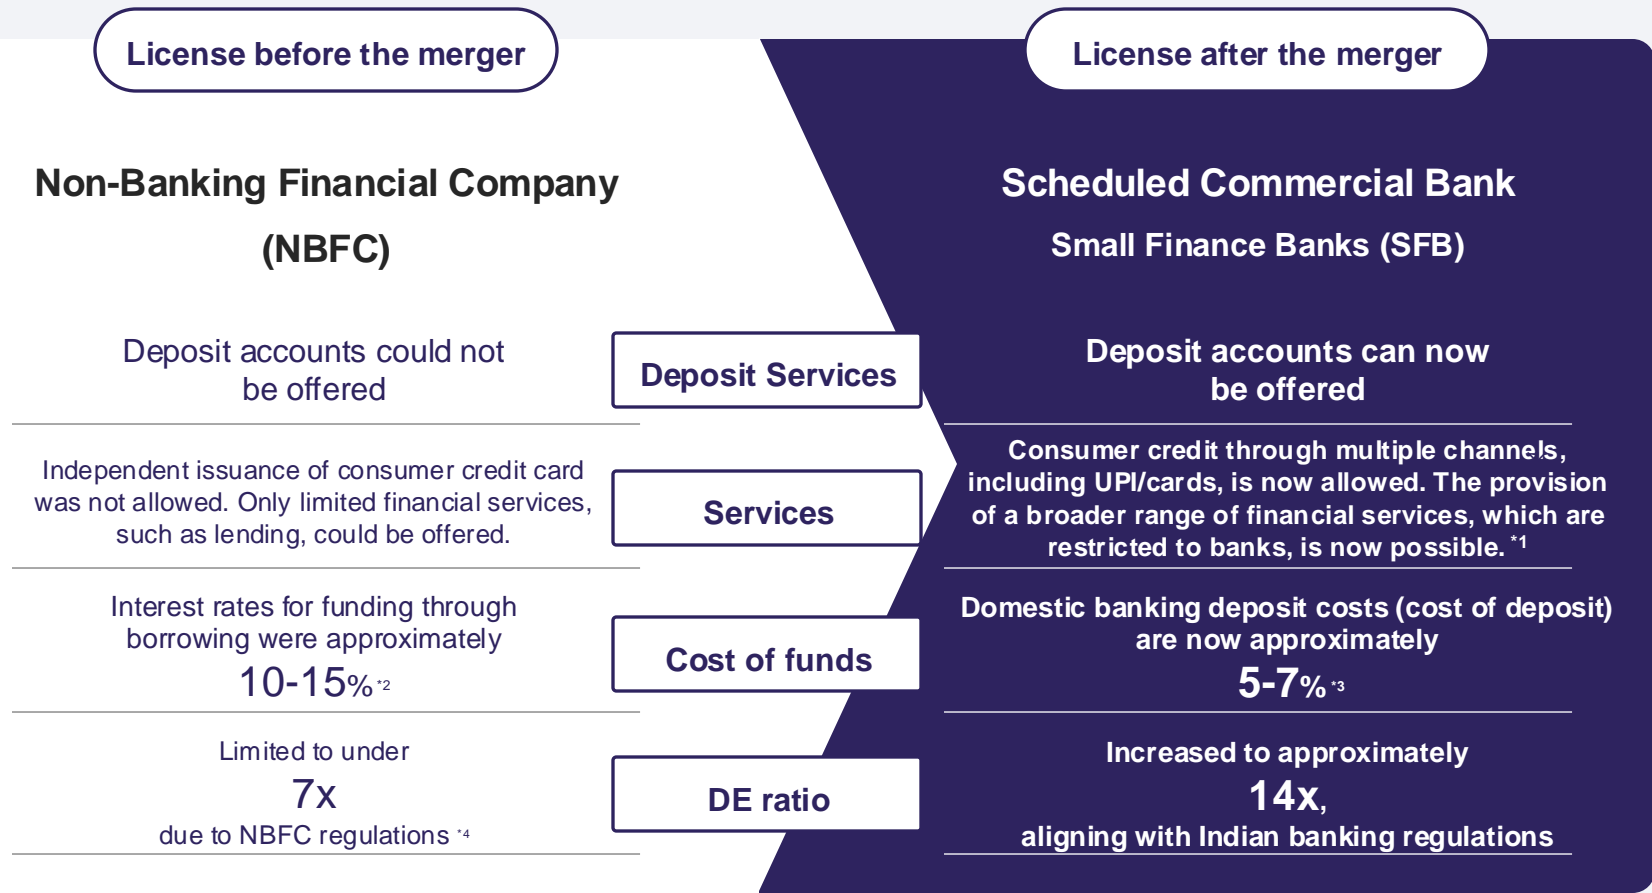 License before the merger
License after the merger
Non-Banking Financial Company
(NBFC)
Scheduled Commercial Bank
Small Finance Banks (SFB)
Deposit accounts could not
be offered
Deposit Services
Deposit accounts can now
be offered
Independent issuance of consumer credit card
was not allowed. Only limited financial services,
such as lending, could be offered.
Services
Consumer credit through multiple channels,
including UPI/cards, is now allowed. The provision
of a broader range of financial services, which are
restricted to banks, is now possible. *1
Interest rates for funding through
borrowing were approximately
10-15% *2
Cost of funds
Domestic banking deposit costs (cost of deposit)
are now approximately
5-7% *3
Limited to under
7x
due to NBFC regulations *4
DE ratio
Increased to approximately
14x,
aligning with Indian banking regulations